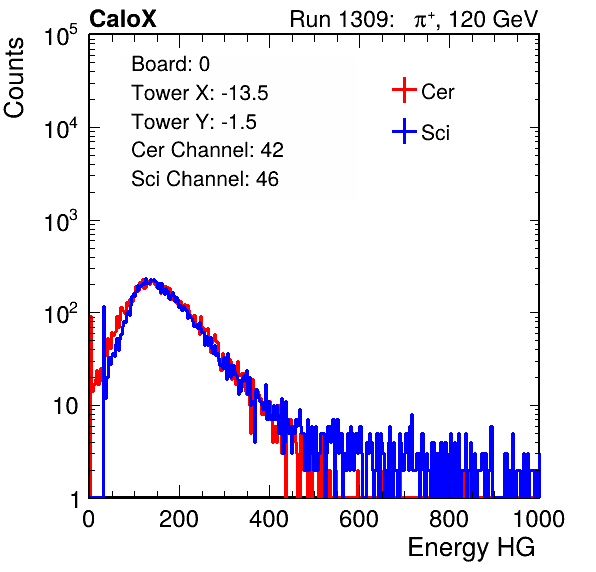 CaloX Run 1309: π⁺, 120 GeV
Counts
10⁵
10⁴
10³
10²
10
1
Board: 0
Tower X: -13.5
Tower Y: -1.5
Cer Channel: 42
Sci Channel: 46
Cer
Sci
0 200 400 600 800 1000
Energy HG